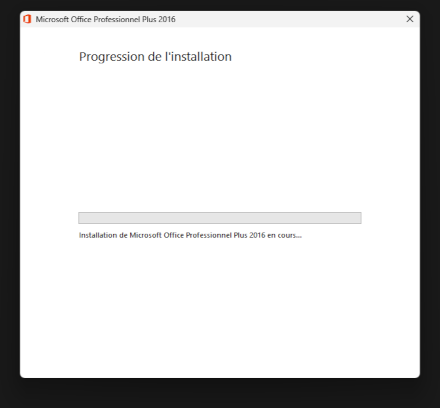 Microsoft Office Professionnel Plus 2016
Progression de l'installation
Installation de Microsoft Office Professionnel Plus 2016 en cours...